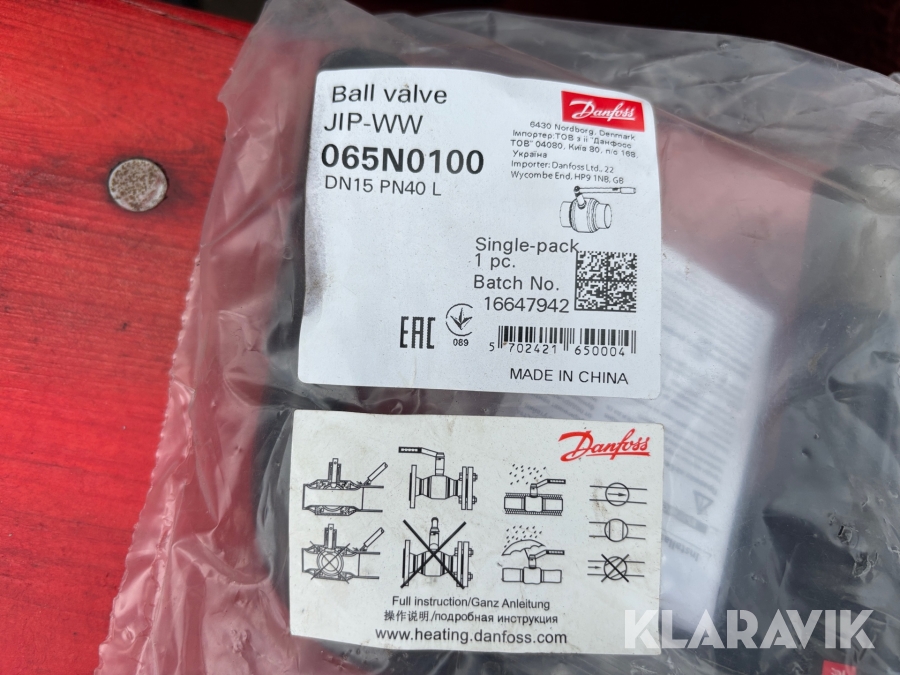 Ball valve
JIP-WW
065N0100
DN15 PN40 L
Danfoss
6430 Nordborg, Denmark
Імпортер:ТОВ з іі "Данфосс
ТОВ" 04080, Київ 80, п/с 168,
Україна
Importer: Danfoss Ltd., 22
Wycombe End, HP9 1NB, GB
Single-pack
1 pc.
Batch No.
16647942
EAC
089
5 702421 650004
MADE IN CHINA
Danfoss
Full instruction/Ganz Anleitung
操作说明/подробная инструкция
www.heating.danfoss.com
KLARAVIK